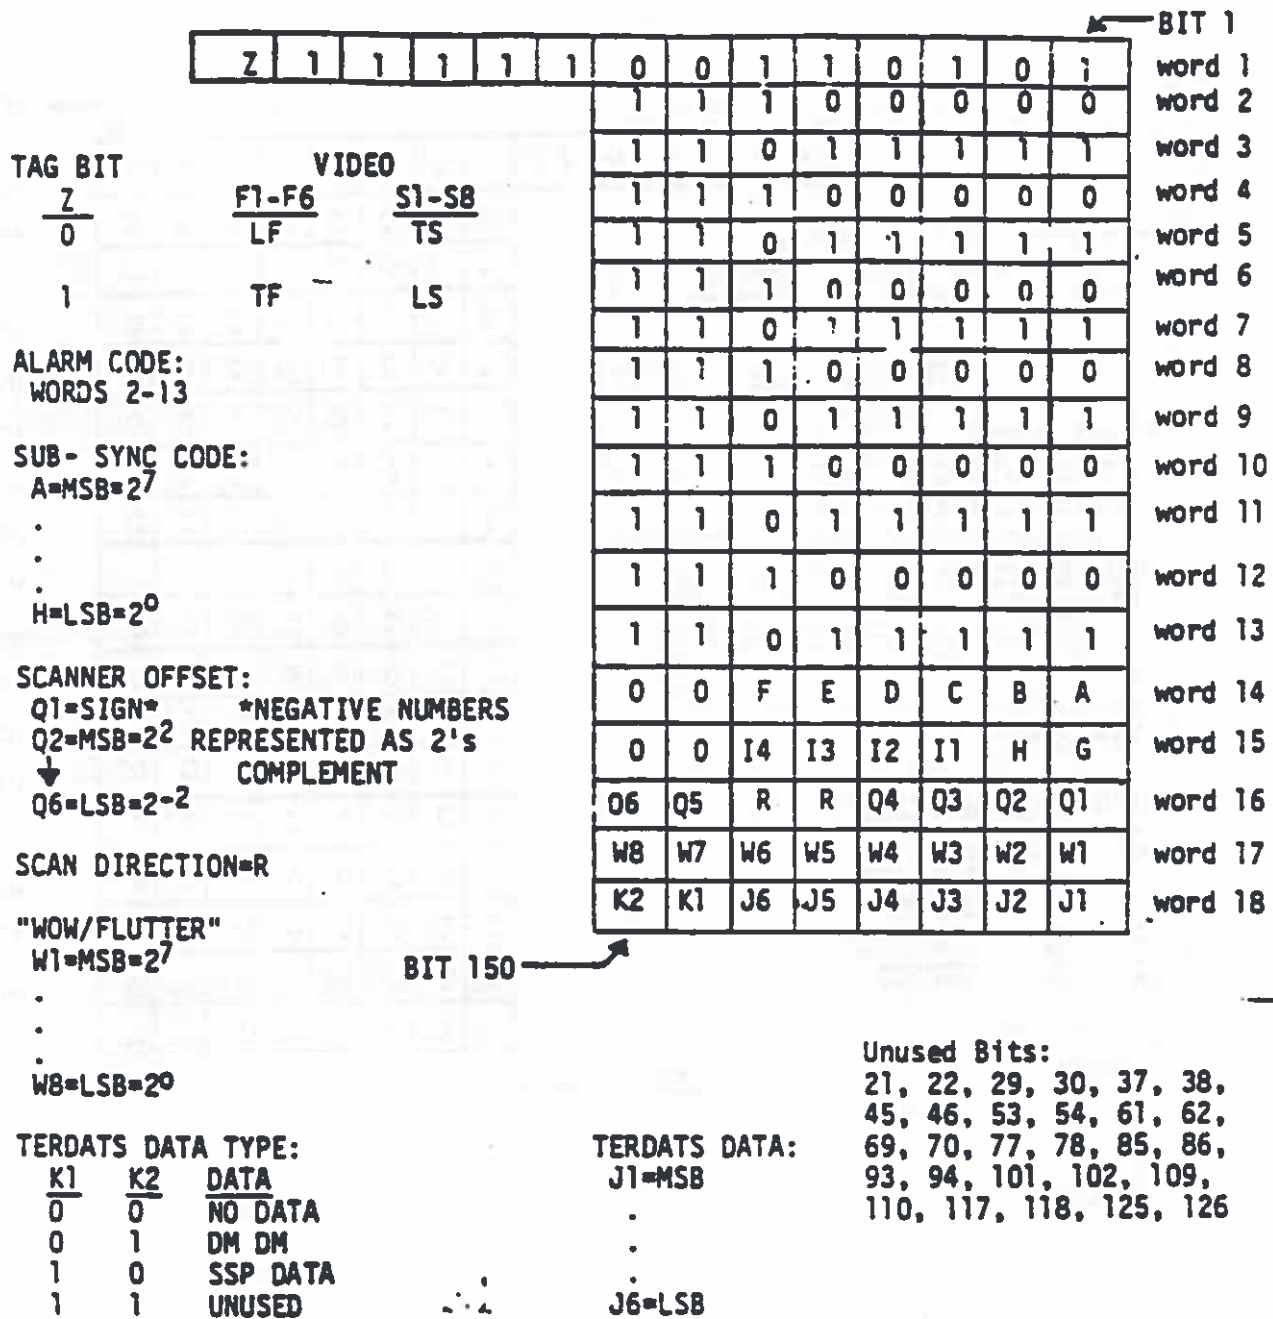 BIT 1
Z 1 1 1 1 1 0 0 1 1 0 1 0 1 word 1
1 1 1 0 0 0 0 0 word 2
1 1 0 1 1 1 1 1 word 3
1 1 1 0 0 0 0 0 word 4
1 1 0 1 1 1 1 1 word 5
1 1 1 0 0 0 0 0 word 6
1 1 0 1 1 1 1 1 word 7
1 1 1 0 0 0 0 0 word 8
1 1 0 1 1 1 1 1 word 9
1 1 1 0 0 0 0 0 word 10
1 1 0 1 1 1 1 1 word 11
1 1 1 0 0 0 0 0 word 12
1 1 0 1 1 1 1 1 word 13
0 0 F E D C B A word 14
0 0 I4 I3 I2 I1 H G word 15
Q6 Q5 R R Q4 Q3 Q2 Q1 word 16
W8 W7 W6 W5 W4 W3 W2 W1 word 17
K2 K1 J6 J5 J4 J3 J2 J1 word 18
BIT 150
TAG BIT VIDEO
Z F1-F6 S1-S8
0 LF TS
1 TF LS
ALARM CODE:
WORDS 2-13
SUB- SYNC CODE:
A=MSB=2⁷
.
.
.
H=LSB=2⁰
SCANNER OFFSET:
Q1=SIGN* *NEGATIVE NUMBERS
Q2=MSB=2² REPRESENTED AS 2's
COMPLEMENT
Q6=LSB=2⁻²
SCAN DIRECTION=R
"WOW/FLUTTER"
W1=MSB=2⁷
.
.
.
W8=LSB=2⁰
TERDATS DATA TYPE:
K1 K2 DATA
0 0 NO DATA
0 1 DM DM
1 0 SSP DATA
1 1 UNUSED
TERDATS DATA:
J1=MSB
.
.
.
J6=LSB
Unused Bits:
21, 22, 29, 30, 37, 38,
45, 46, 53, 54, 61, 62,
69, 70, 77, 78, 85, 86,
93, 94, 101, 102, 109,
110, 117, 118, 125, 126